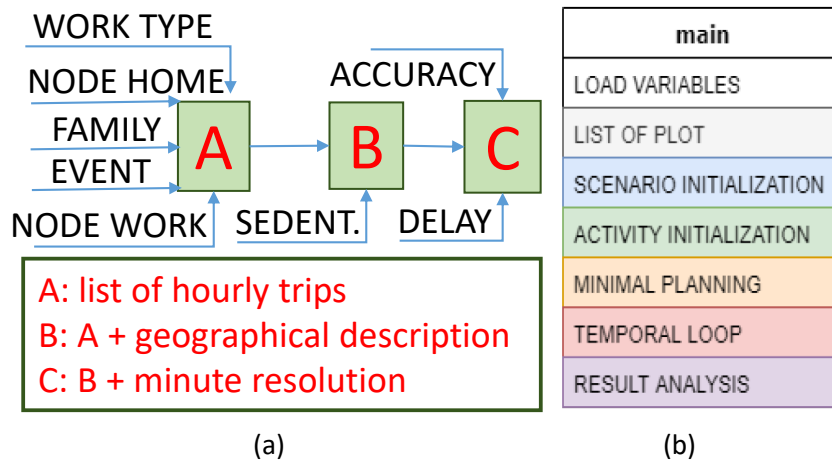 WORK TYPE
NODE HOME
FAMILY
EVENT
NODE WORK
A
B
C
ACCURACY
SEDENT.
DELAY
A: list of hourly trips
B: A + geographical description
C: B + minute resolution
(a)
main
LOAD VARIABLES
LIST OF PLOT
SCENARIO INITIALIZATION
ACTIVITY INITIALIZATION
MINIMAL PLANNING
TEMPORAL LOOP
RESULT ANALYSIS
(b)